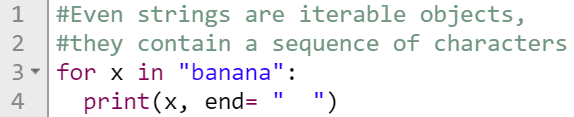 1 #Even strings are iterable objects,
2 #they contain a sequence of characters
3 for x in "banana":
4   print(x, end= "  ")